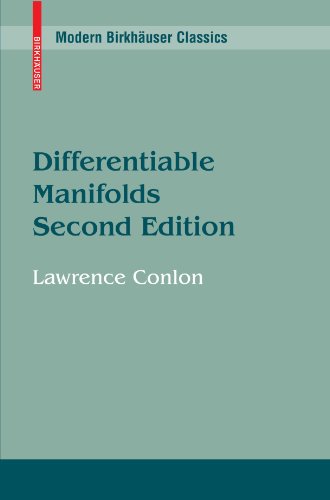 BIRKHÄUSER
Modern Birkhäuser Classics
Differentiable
Manifolds
Second Edition
Lawrence Conlon